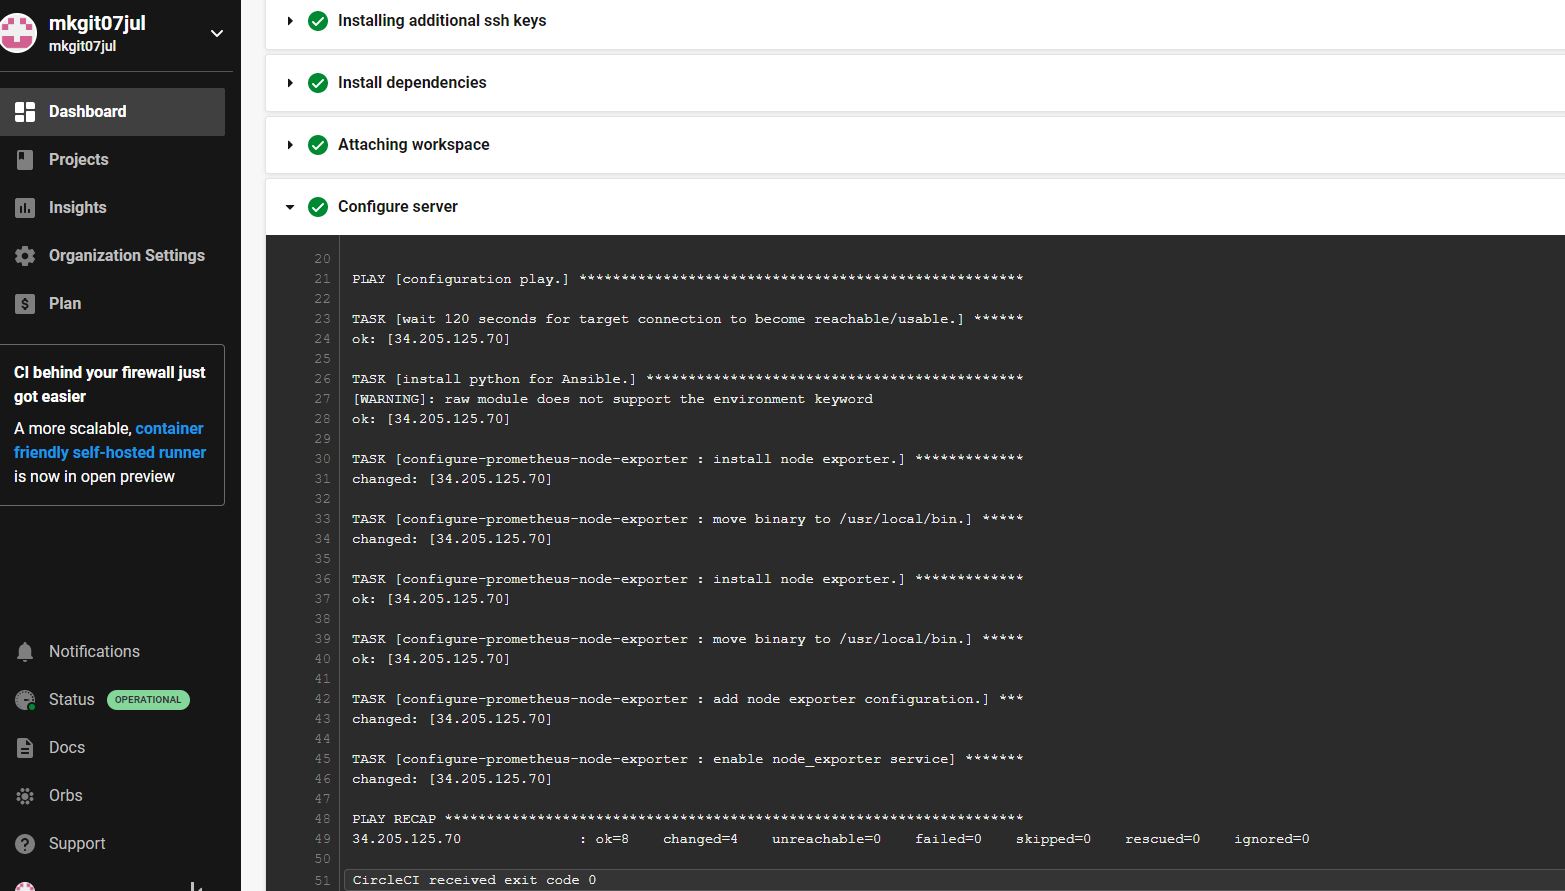 mkgit07jul
mkgit07jul
Dashboard
Projects
Insights
Organization Settings
Plan
CI behind your firewall just
got easier
A more scalable, container
friendly self-hosted runner
is now in open preview
Notifications
Status OPERATIONAL
Docs
Orbs
Support
Installing additional ssh keys
Install dependencies
Attaching workspace
Configure server
20
21 PLAY [configuration play.] *****************************************************
22
23 TASK [wait 120 seconds for target connection to become reachable/usable.] ******
24 ok: [34.205.125.70]
25
26 TASK [install python for Ansible.] *********************************************
27 [WARNING]: raw module does not support the environment keyword
28 ok: [34.205.125.70]
29
30 TASK [configure-prometheus-node-exporter : install node exporter.] *************
31 changed: [34.205.125.70]
32
33 TASK [configure-prometheus-node-exporter : move binary to /usr/local/bin.] *****
34 changed: [34.205.125.70]
35
36 TASK [configure-prometheus-node-exporter : install node exporter.] *************
37 ok: [34.205.125.70]
38
39 TASK [configure-prometheus-node-exporter : move binary to /usr/local/bin.] *****
40 ok: [34.205.125.70]
41
42 TASK [configure-prometheus-node-exporter : add node exporter configuration.] ***
43 changed: [34.205.125.70]
44
45 TASK [configure-prometheus-node-exporter : enable node_exporter service] *******
46 changed: [34.205.125.70]
47
48 PLAY RECAP *********************************************************************
49 34.205.125.70 : ok=8 changed=4 unreachable=0 failed=0 skipped=0 rescued=0 ignored=0
50
51 CircleCI received exit code 0